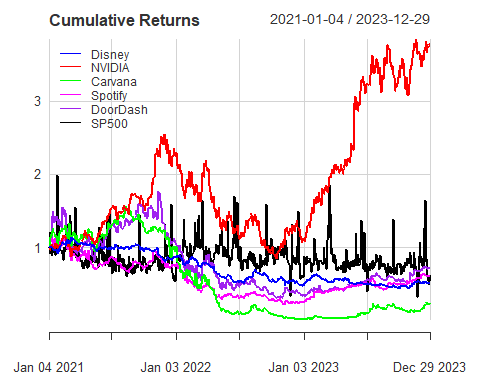 Cumulative Returns
2021-01-04 / 2023-12-29
Disney
NVIDIA
Carvana
Spotify
DoorDash
SP500
3
2
1
Jan 04 2021
Jan 03 2022
Jan 03 2023
Dec 29 2023